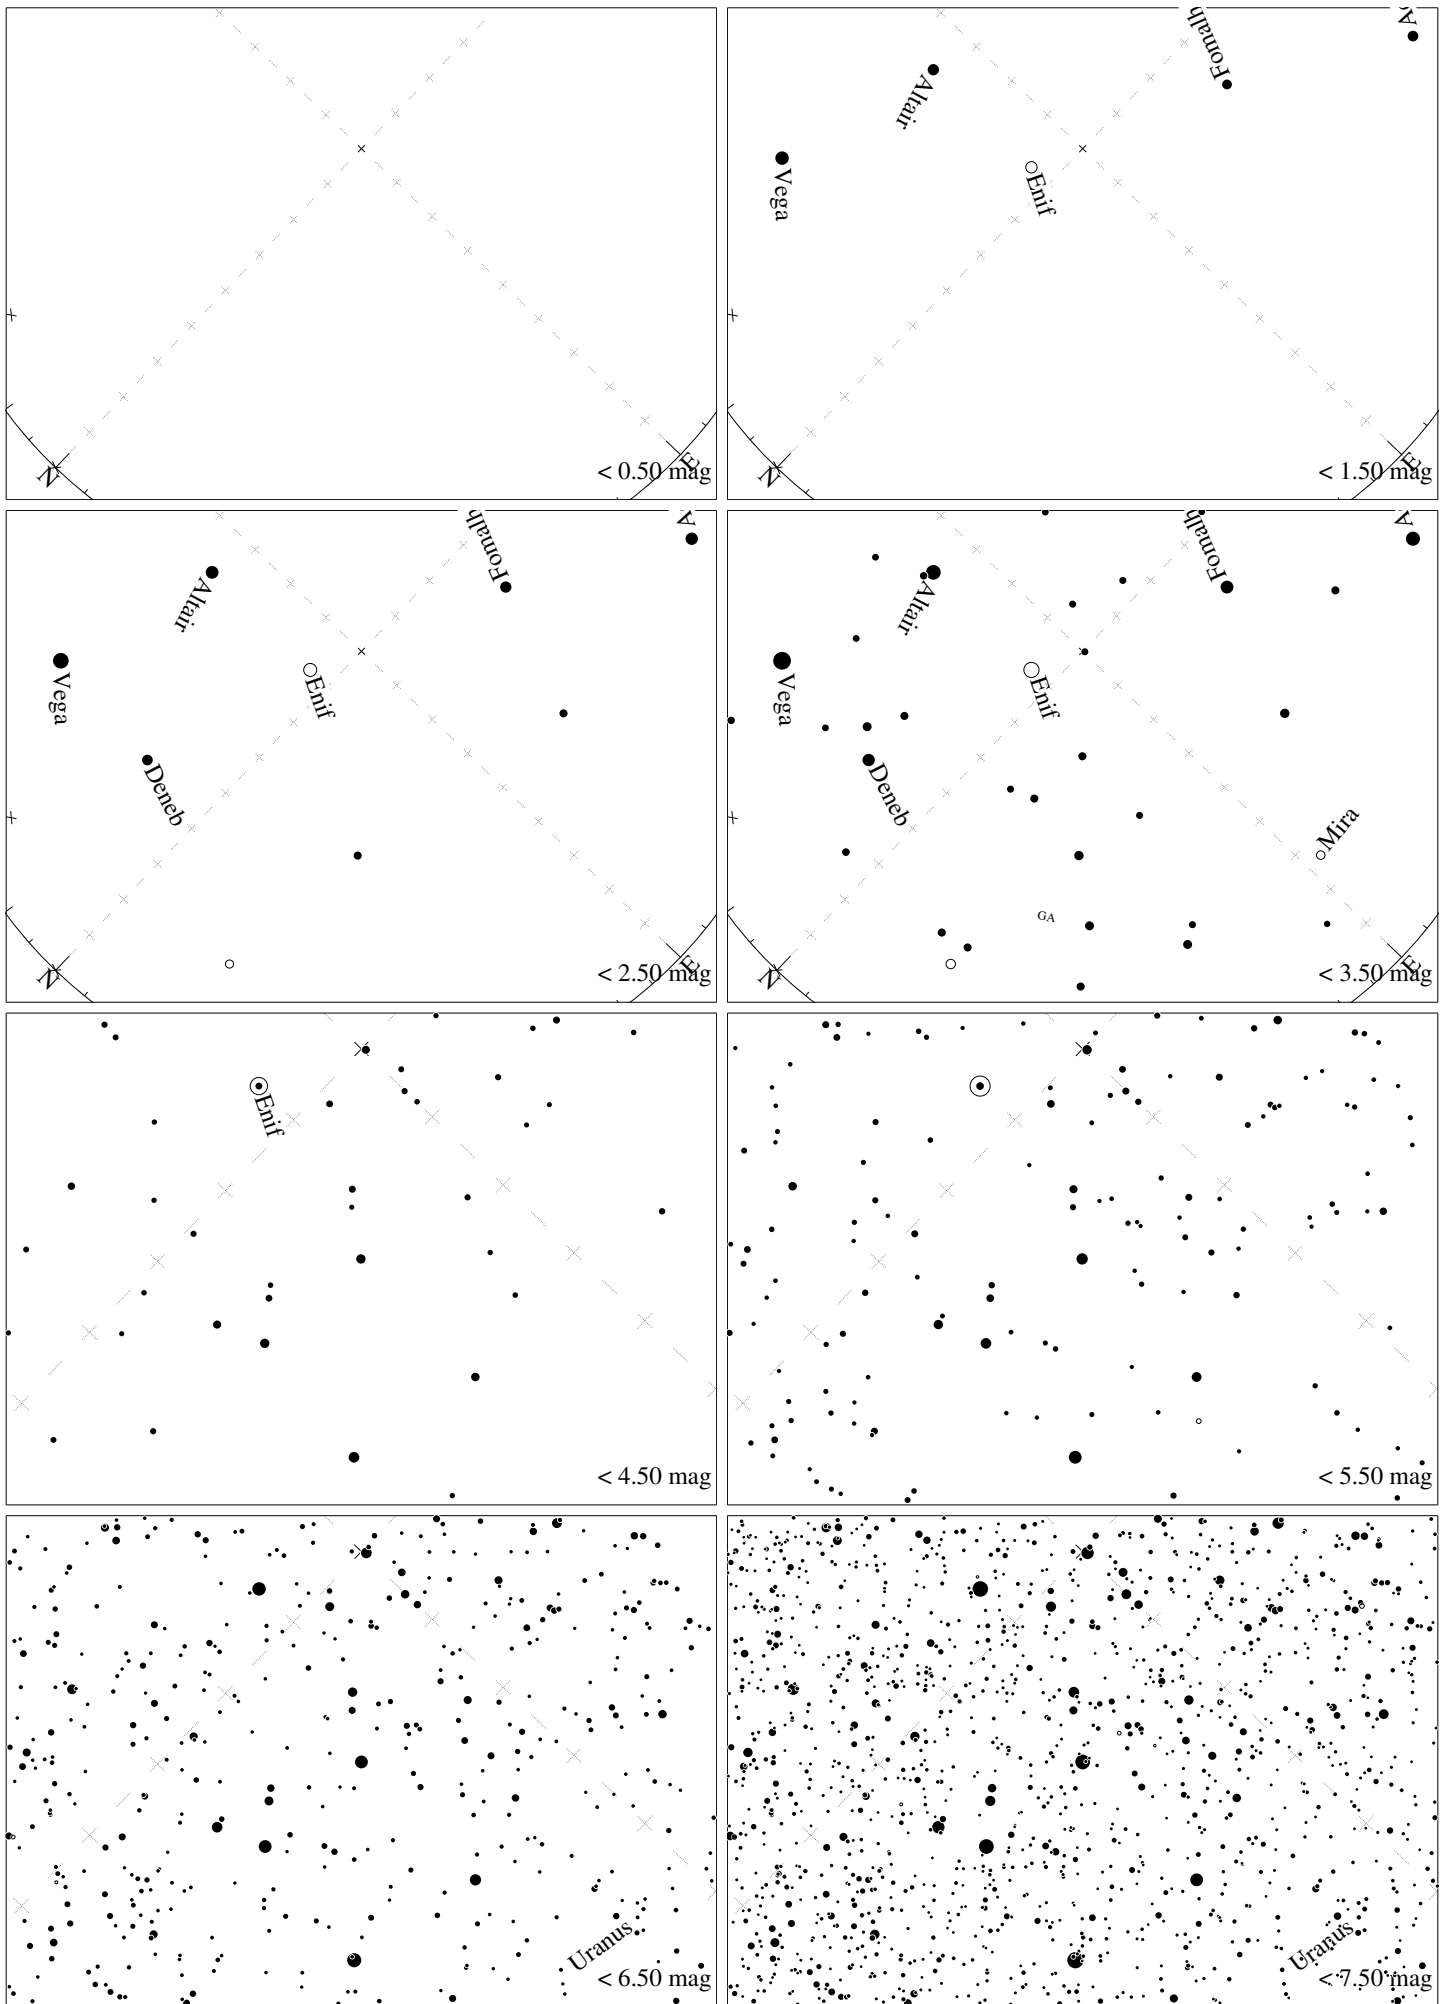 N
E
< 0.50 mag
A
Fomalh
Altair
Vega
Enif
N
E
< 1.50 mag
A
Fomalh
Altair
Enif
Vega
Deneb
N
E
< 2.50 mag
A
Fomalh
Altair
Enif
Vega
Deneb
Mira
GA
N
E
< 3.50 mag
Enif
< 4.50 mag
< 5.50 mag
Uranus
< 6.50 mag
Uranus
< 7.50 mag